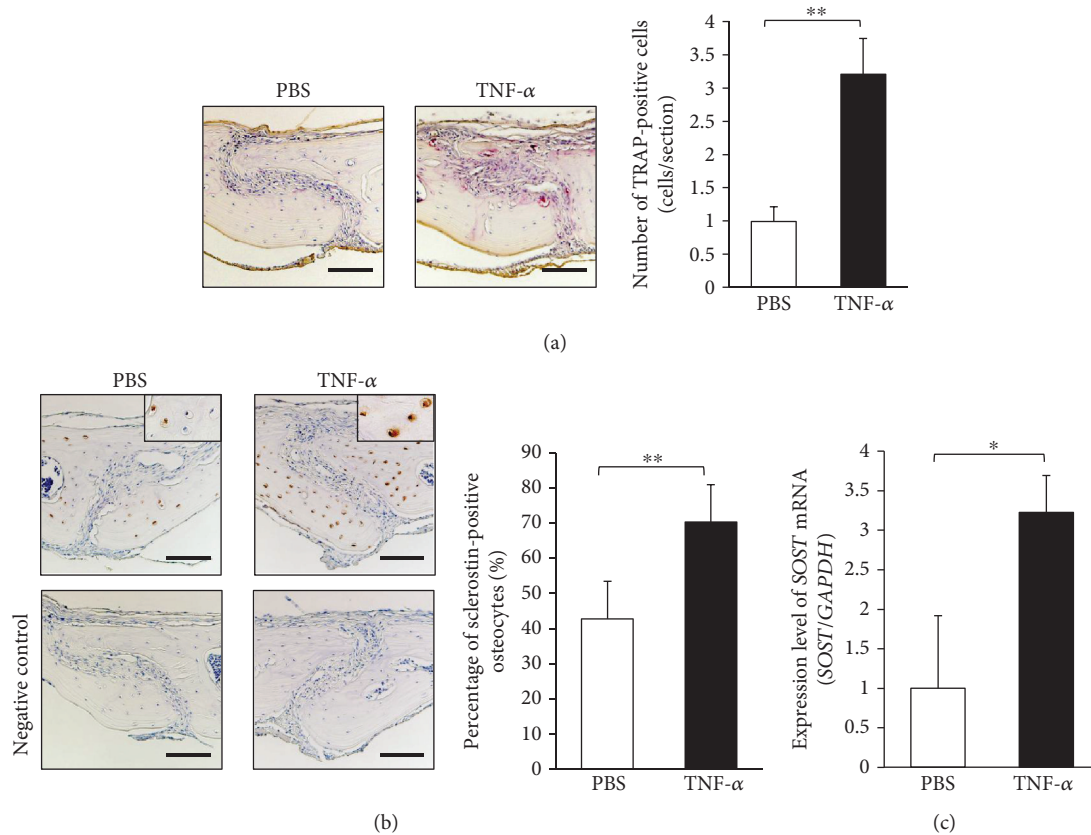 PBS
TNF-α
Number of TRAP-positive cells
(cells/section)
4
3.5
3
2.5
2
1
1
0.5
0
**
PBS
TNF-α
(a)
PBS
TNF-α
Negative control
Percentage of sclerostin-positive
osteocytes (%)
90
80
70
60
50
40
30
20
10
0
**
PBS
TNF-α
(b)
Expression level of SOST mRNA
(SOST/GAPDH)
4
3.5
3
2.5
2
1
1
0.5
0
*
PBS
TNF-α
(c)